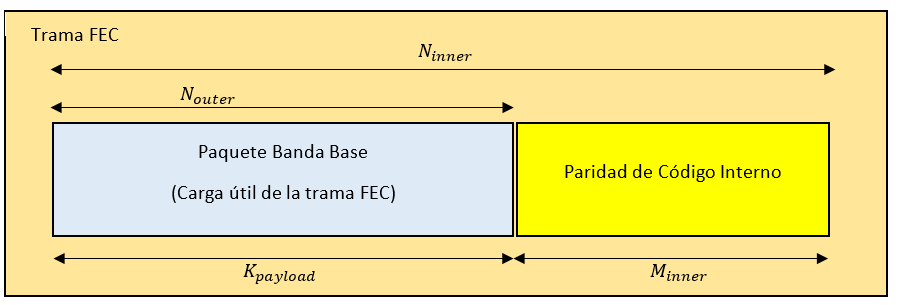 Trama FEC
N_inner
N_outer
Paquete Banda Base
(Carga útil de la trama FEC)
Paridad de Código Interno
K_payload
M_inner